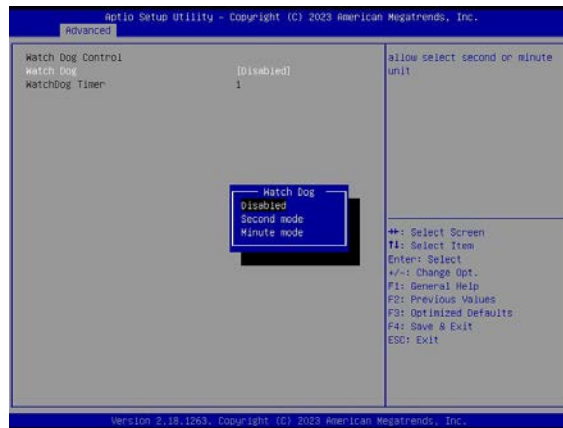 Aptio Setup Utility - Copyright (C) 2023 American Megatrends, Inc.
Advanced
Watch Dog Control
Watch Dog [Disabled]
WatchDog Timer 1
allow select second or minute
unit
Watch Dog
Disabled
Second mode
Minute mode
→←: Select Screen
↑↓: Select Item
Enter: Select
+/-: Change Opt.
F1: General Help
F2: Previous Values
F3: Optimized Defaults
F4: Save & Exit
ESC: Exit
Version 2.18.1263. Copyright (C) 2023 American Megatrends, Inc.